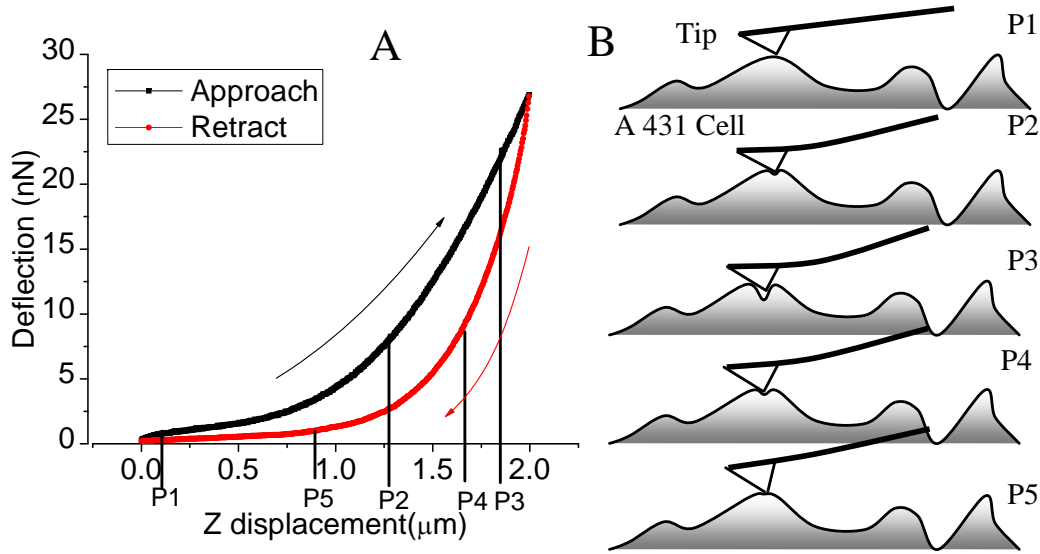 A
30
25
20
15
10
5
0
Deflection (nN)
Approach
Retract
0.0 0.5 1.0 1.5 2.0
P1 P5 P2 P4 P3
Z displacement(μm)
B
Tip
P1
A 431 Cell
P2
P3
P4
P5